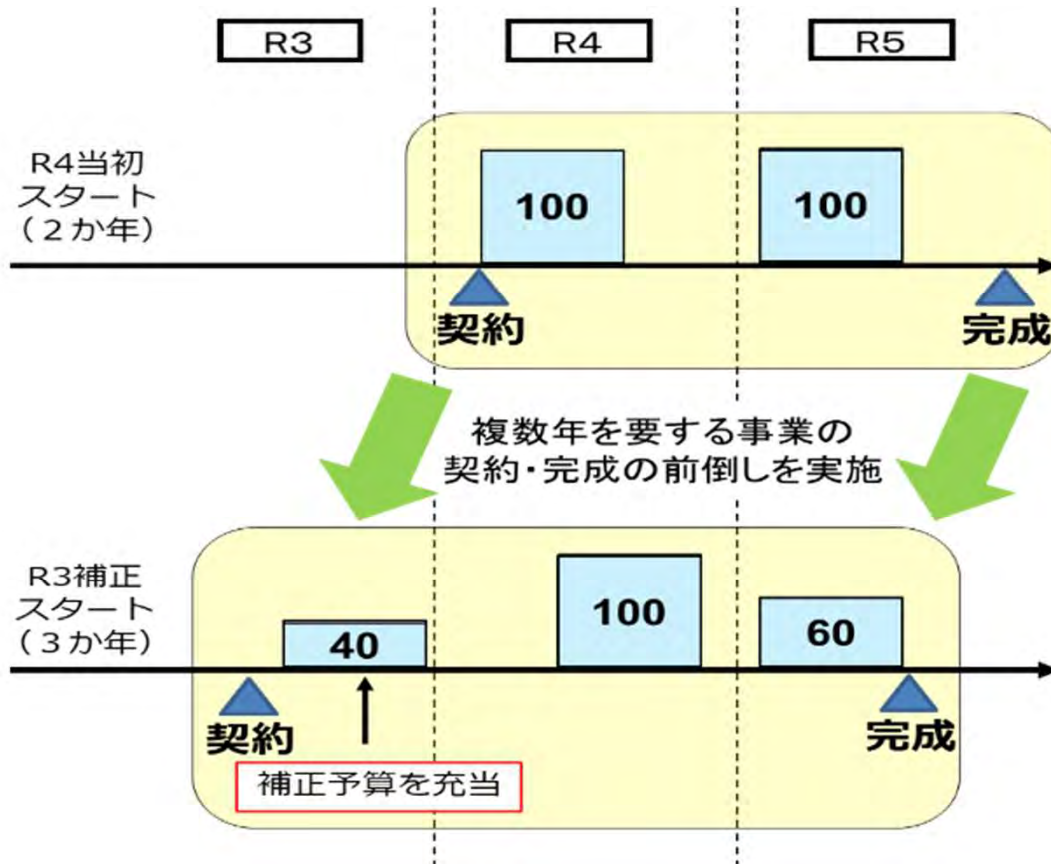 R3
R4
R5
R4当初
スタート
(２か年)
100
100
契約
完成
複数年を要する事業の
契約・完成の前倒しを実施
R3補正
スタート
(３か年)
40
100
60
契約
完成
補正予算を充当